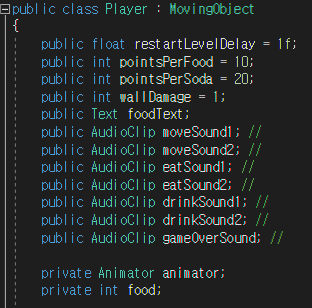 public class Player : MovingObject
{
public float restartLevelDelay = 1f;
public int pointsPerFood = 10;
public int pointsPerSoda = 20;
public int wallDamage = 1;
public Text foodText;
public AudioClip moveSound1; //
public AudioClip moveSound2; //
public AudioClip eatSound1; //
public AudioClip eatSound2; //
public AudioClip drinkSound1; //
public AudioClip drinkSound2; //
public AudioClip gameOverSound; //
private Animator animator;
private int food;